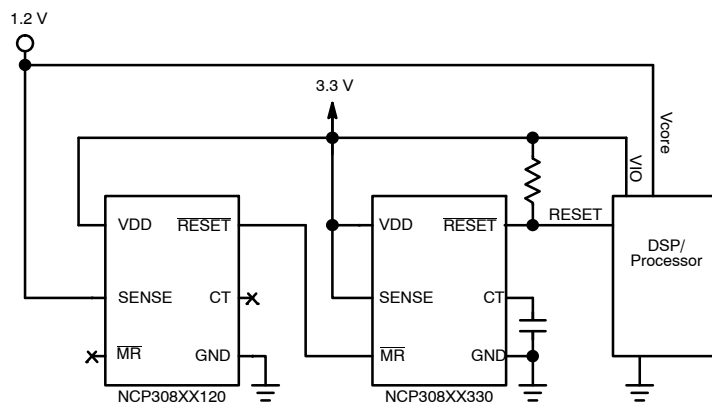 1.2 V
3.3 V
Vcore
VIO
VDD
RESET
SENSE
CT
MR
GND
NCP308XX120
VDD
RESET
SENSE
CT
MR
GND
NCP308XX330
RESET
DSP/
Processor